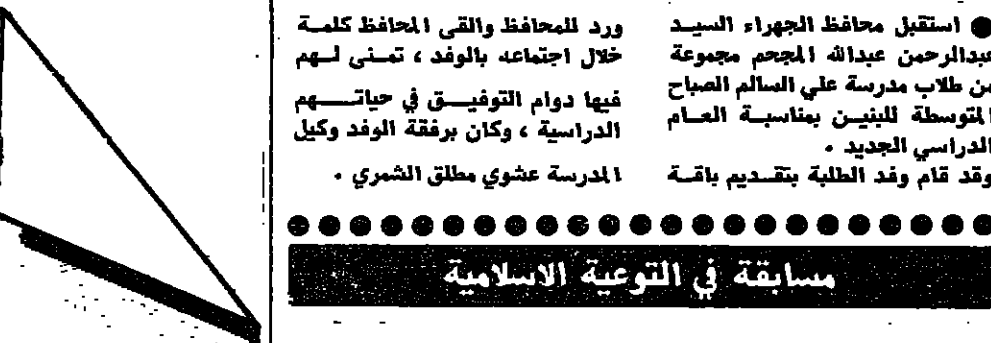 ● استقبل محافظ الجهراء السيد
عبدالرحمن عبدالله المجحم مجموعة
من طلاب مدرسة علي السالم الصباح
المتوسطة للبنين بمناسبة العام
الدراسي الجديد .
وقد قام وفد الطلبة بتقديم باقة
ورد للمحافظ والقى المحافظ كلمة
خلال اجتماعه بالوفد ، تمنى لهم
فيها دوام التوفيق في حياتهم
الدراسية ، وكان برفقة الوفد وكيل
المدرسة عشوي مطلق الشمري .
مسابقة في التوعية الاسلامية